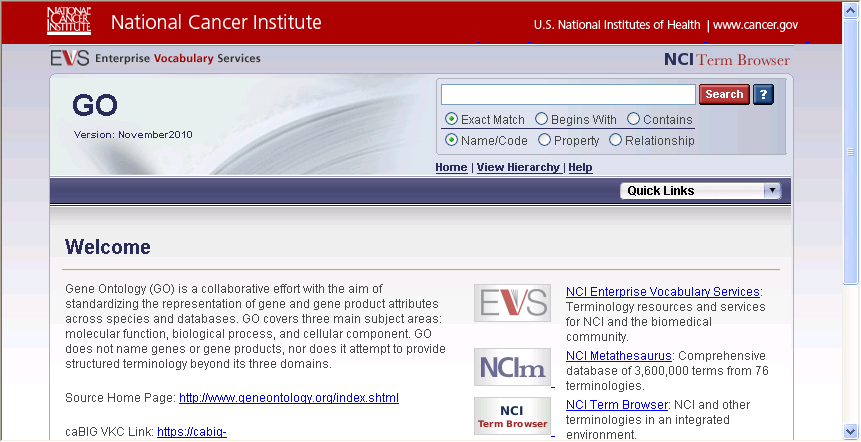 NATIONAL CANCER INSTITUTE
National Cancer Institute
U.S. National Institutes of Health | www.cancer.gov
EVS Enterprise Vocabulary Services
NCI Term Browser
GO
Version: November2010
Search ?
Exact Match Begins With Contains
Name/Code Property Relationship
Home | View Hierarchy | Help
Quick Links
Welcome
Gene Ontology (GO) is a collaborative effort with the aim of
standardizing the representation of gene and gene product attributes
across species and databases. GO covers three main subject areas:
molecular function, biological process, and cellular component. GO
does not name genes or gene products, nor does it attempt to provide
structured terminology beyond its three domains.
Source Home Page: http://www.geneontology.org/index.shtml
caBIG VKC Link: https://cabig-
EVS
NCI Enterprise Vocabulary Services:
Terminology resources and services
for NCI and the biomedical
community.
NCIm
NCI Metathesaurus: Comprehensive
database of 3,600,000 terms from 76
terminologies.
NCI
Term Browser
NCI Term Browser: NCI and other
terminologies in an integrated
environment.